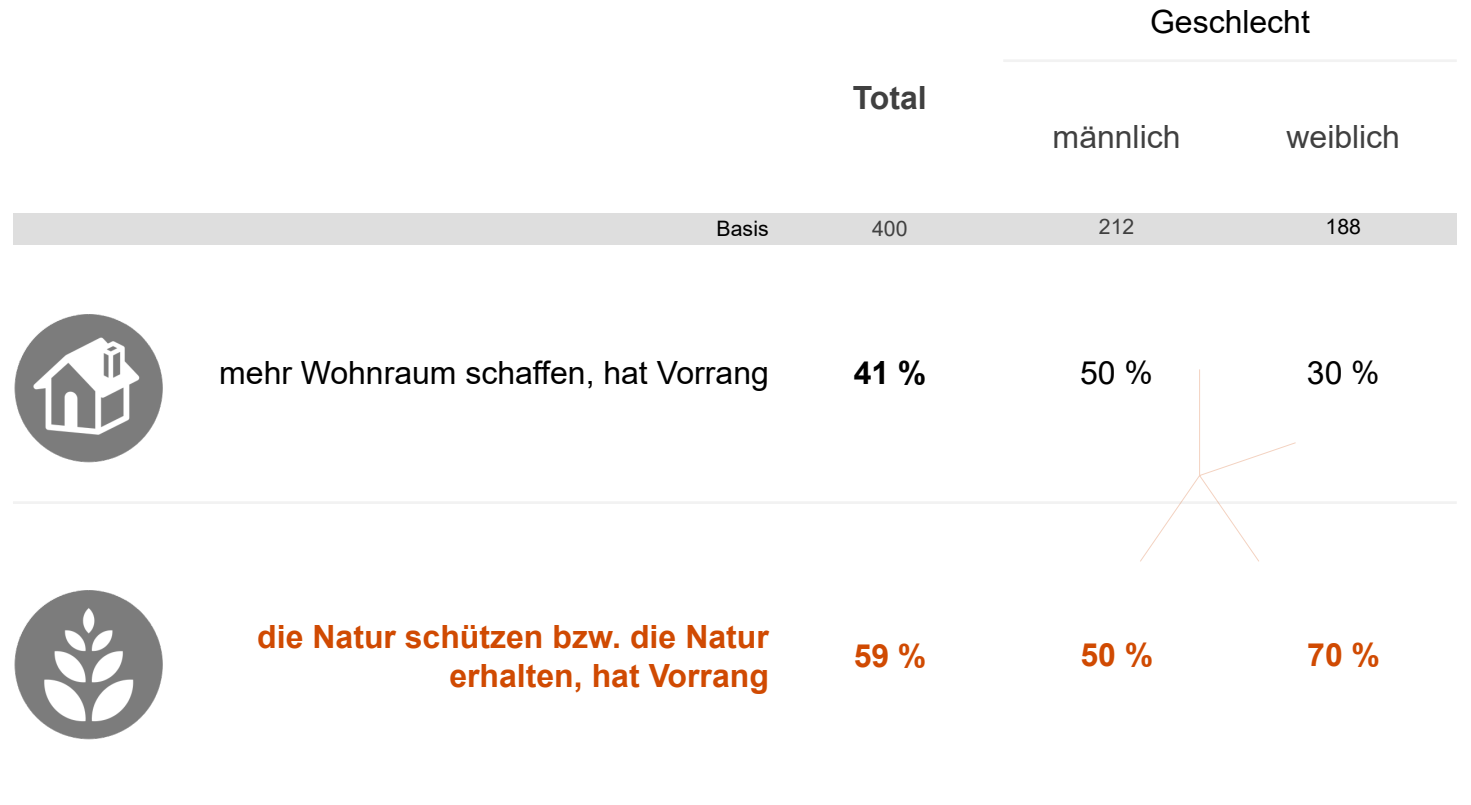 Geschlecht
Total
männlich weiblich
Basis 400 212 188
mehr Wohnraum schaffen, hat Vorrang 41 % 50 % 30 %
die Natur schützen bzw. die Natur
erhalten, hat Vorrang 59 % 50 % 70 %